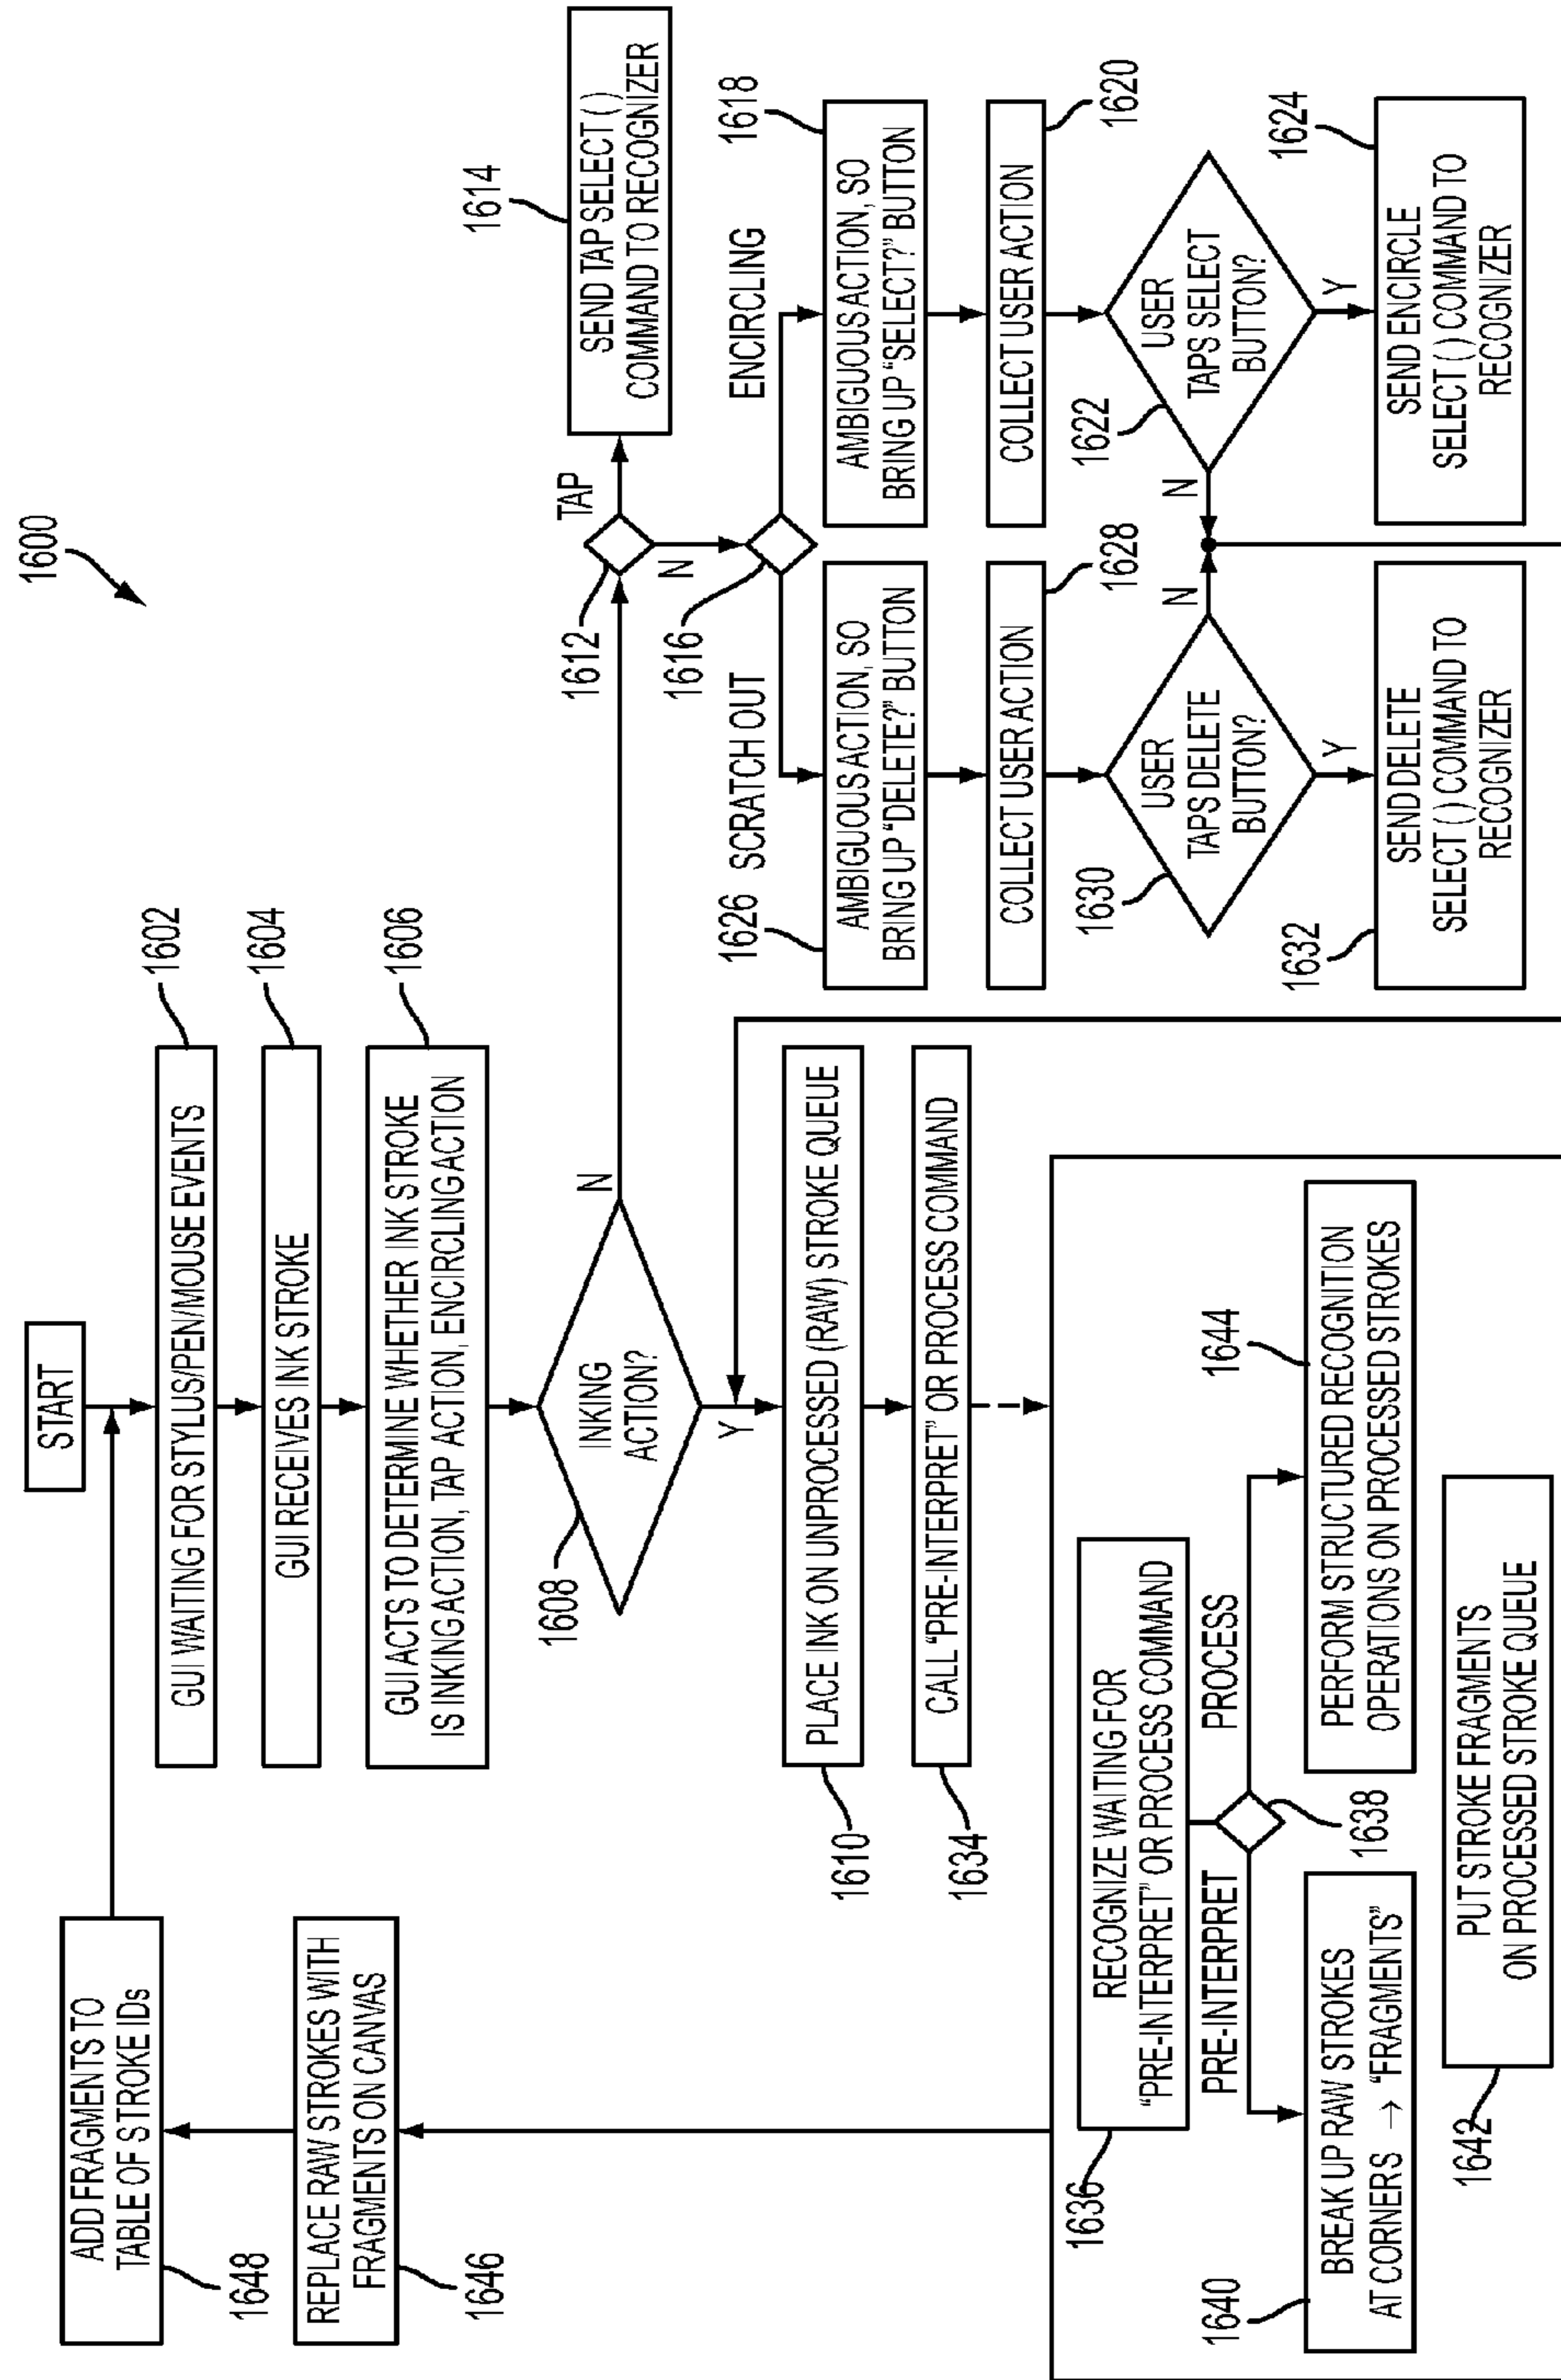 1600
START
GUI WAITING FOR STYLUS/PEN/MOUSE EVENTS
1602
GUI RECEIVES INK STROKE
1604
GUI ACTS TO DETERMINE WHETHER INK STROKE
IS INKING ACTION, TAP ACTION, ENCIRCLING ACTION
1606
INKING
ACTION?
1608
N
Y
TAP
1612
N
SEND TAP SELECT ( )
COMMAND TO RECOGNIZER
1614
1616
SCRATCH OUT
ENCIRCLING
1626
AMBIGUOUS ACTION, SO
BRING UP "DELETE?" BUTTON
AMBIGUOUS ACTION, SO
BRING UP "SELECT?" BUTTON
1618
COLLECT USER ACTION
1628
COLLECT USER ACTION
1620
1630
USER
TAPS DELETE
BUTTON?
N
Y
1622
USER
TAPS SELECT
BUTTON?
N
Y
1632
SEND DELETE
SELECT ( ) COMMAND TO
RECOGNIZER
SEND ENCIRCLE
SELECT ( ) COMMAND TO
RECOGNIZER
1624
PLACE INK ON UNPROCESSED (RAW) STROKE QUEUE
1610
CALL "PRE-INTERPRET" OR PROCESS COMMAND
1634
ADD FRAGMENTS TO
TABLE OF STROKE IDs
1648
REPLACE RAW STROKES WITH
FRAGMENTS ON CANVAS
1646
RECOGNIZE WAITING FOR
"PRE-INTERPRET" OR PROCESS COMMAND
1636
PRE-INTERPRET
PROCESS
1638
1640
BREAK UP RAW STROKES
AT CORNERS → "FRAGMENTS"
PERFORM STRUCTURED RECOGNITION
OPERATIONS ON PROCESSED STROKES
1644
1642
PUT STROKE FRAGMENTS
ON PROCESSED STROKE QUEUE